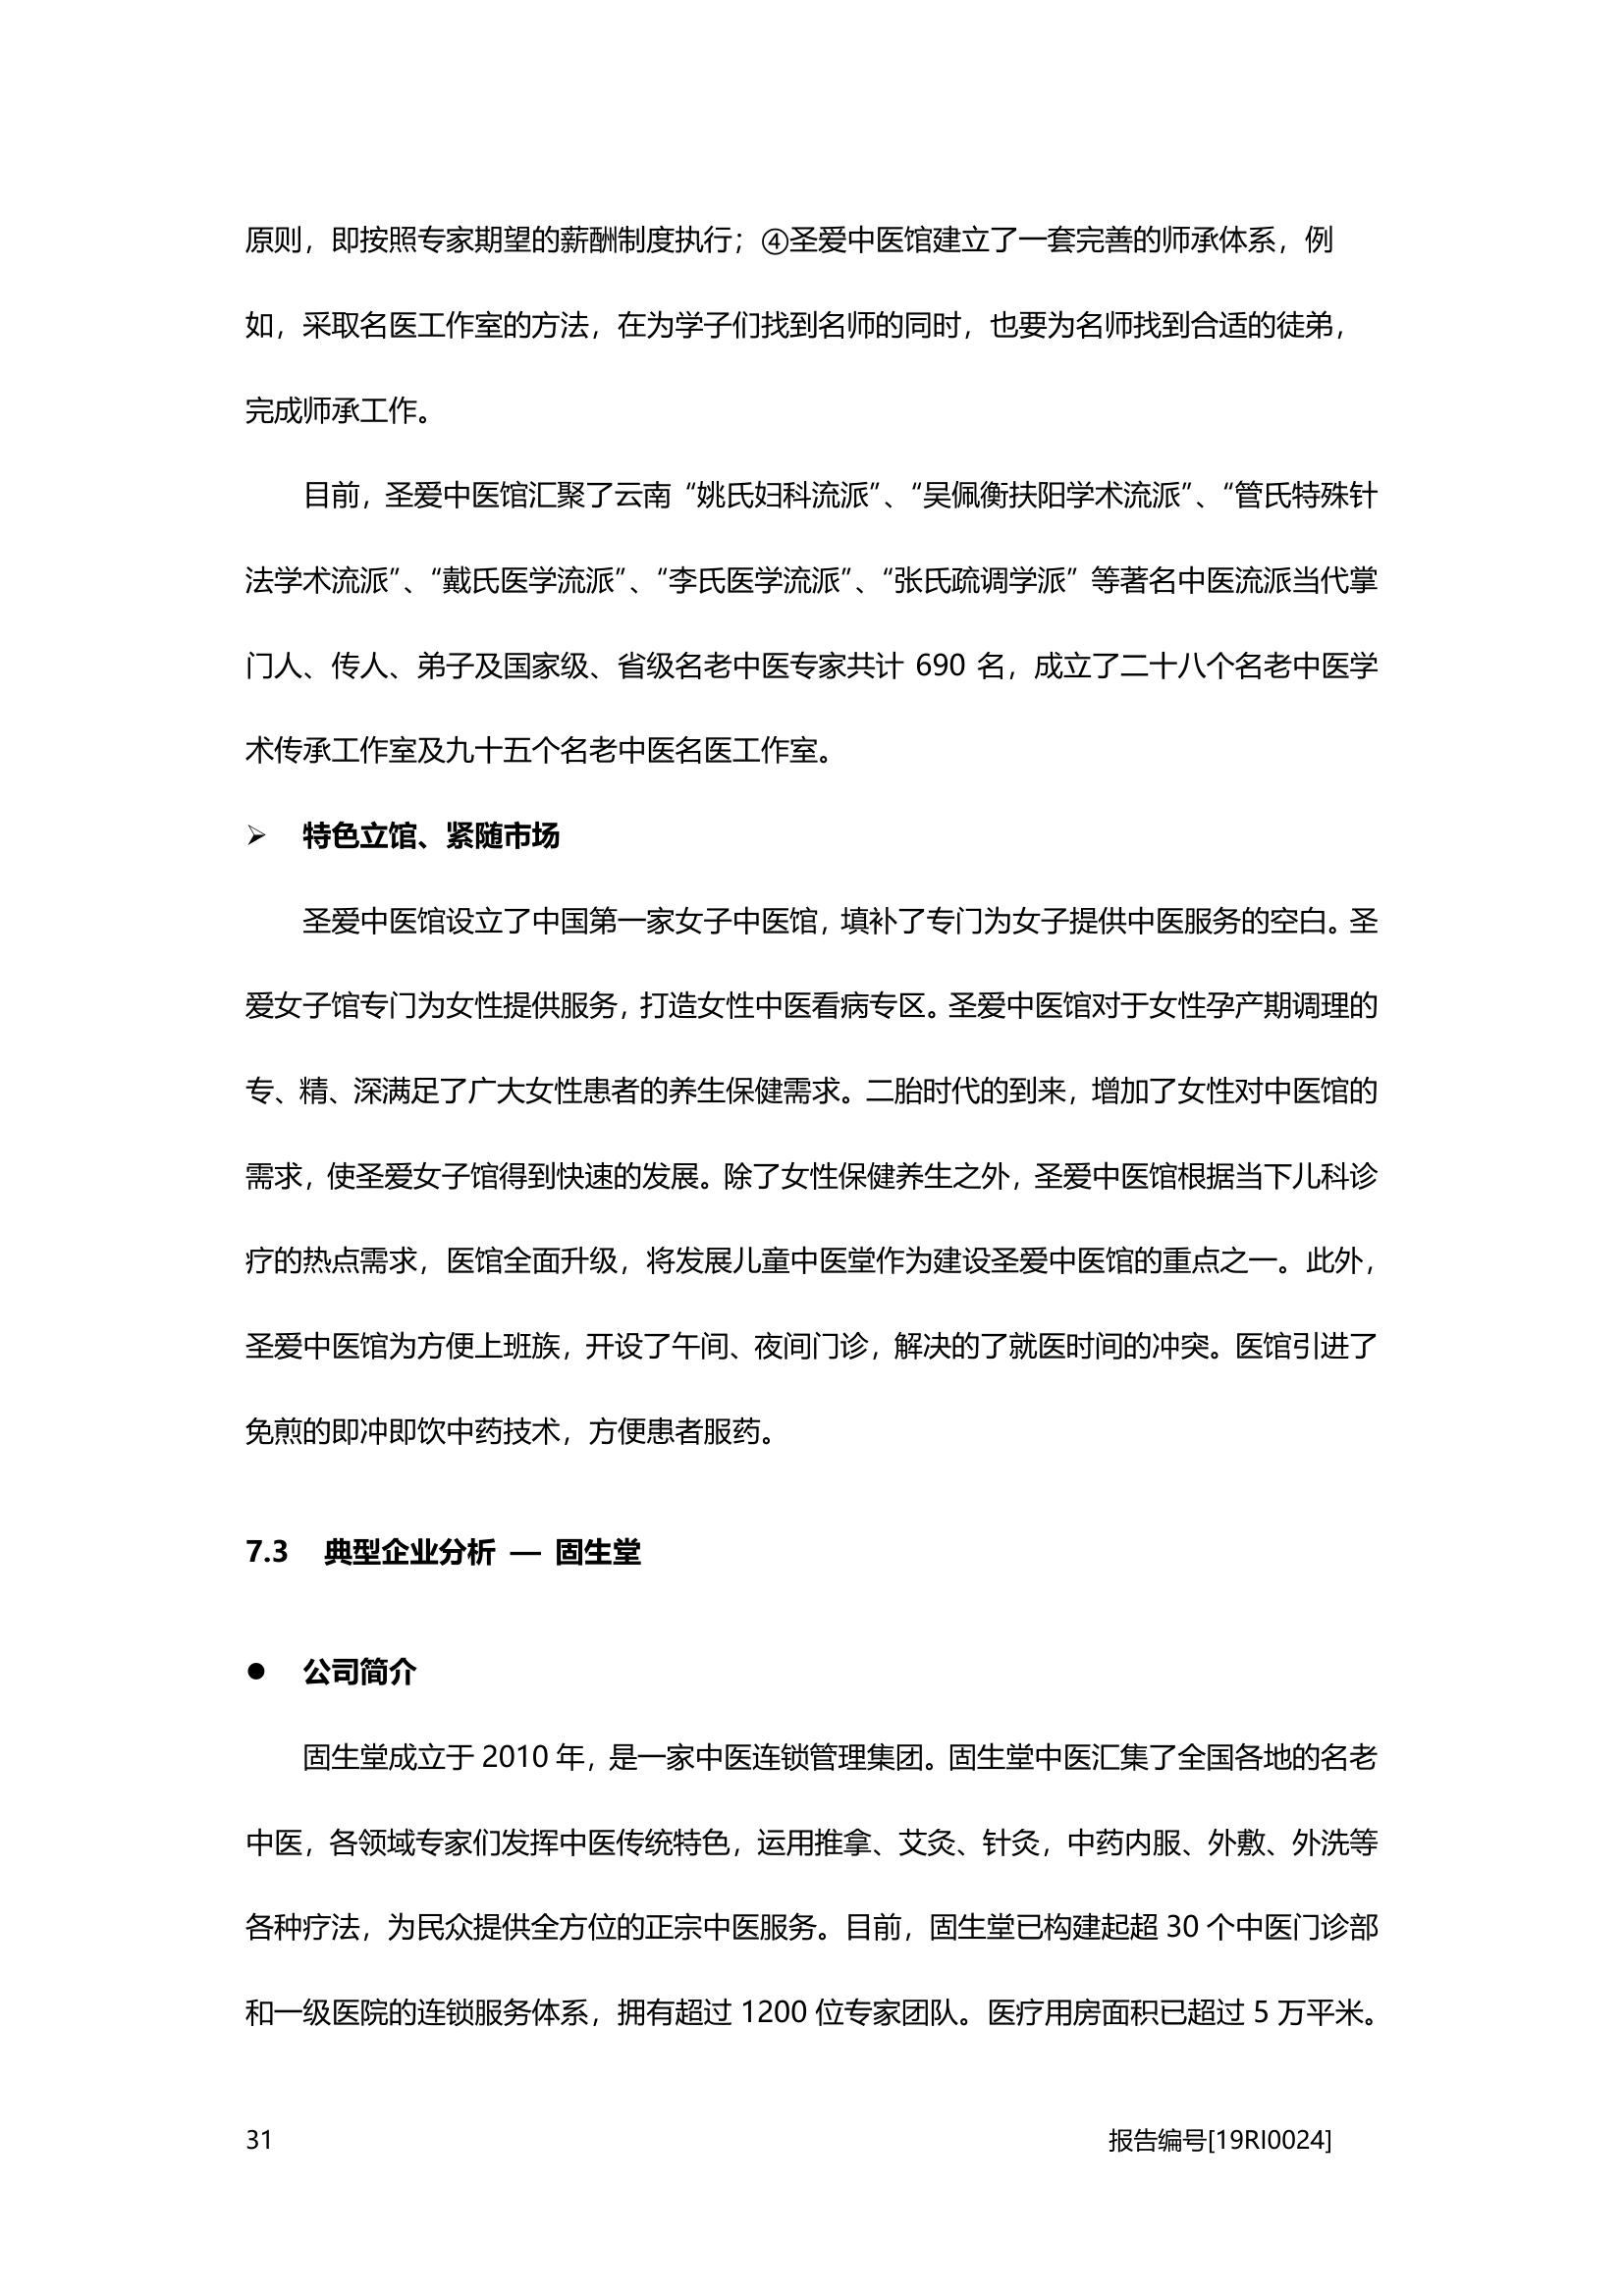 原则，即按照专家期望的薪酬制度执行；④圣爱中医馆建立了一套完善的师承体系，例
如，采取名医工作室的方法，在为学子们找到名师的同时，也要为名师找到合适的徒弟，
完成师承工作。
目前，圣爱中医馆汇聚了云南“姚氏妇科流派”、“吴佩衡扶阳学术流派”、“管氏特殊针
法学术流派”、“戴氏医学流派”、“李氏医学流派”、“张氏疏调学派”等著名中医流派当代掌
门人、传人、弟子及国家级、省级名老中医专家共计 690 名，成立了二十八个名老中医学
术传承工作室及九十五个名老中医名医工作室。
➢ 特色立馆、紧随市场
圣爱中医馆设立了中国第一家女子中医馆，填补了专门为女子提供中医服务的空白。圣
爱女子馆专门为女性提供服务，打造女性中医看病专区。圣爱中医馆对于女性孕产期调理的
专、精、深满足了广大女性患者的养生保健需求。二胎时代的到来，增加了女性对中医馆的
需求，使圣爱女子馆得到快速的发展。除了女性保健养生之外，圣爱中医馆根据当下儿科诊
疗的热点需求，医馆全面升级，将发展儿童中医堂作为建设圣爱中医馆的重点之一。此外，
圣爱中医馆为方便上班族，开设了午间、夜间门诊，解决的了就医时间的冲突。医馆引进了
免煎的即冲即饮中药技术，方便患者服药。
7.3 典型企业分析 — 固生堂
● 公司简介
固生堂成立于 2010 年，是一家中医连锁管理集团。固生堂中医汇集了全国各地的名老
中医，各领域专家们发挥中医传统特色，运用推拿、艾灸、针灸，中药内服、外敷、外洗等
各种疗法，为民众提供全方位的正宗中医服务。目前，固生堂已构建起超 30 个中医门诊部
和一级医院的连锁服务体系，拥有超过 1200 位专家团队。医疗用房面积已超过 5 万平米。
31 报告编号[19RI0024]